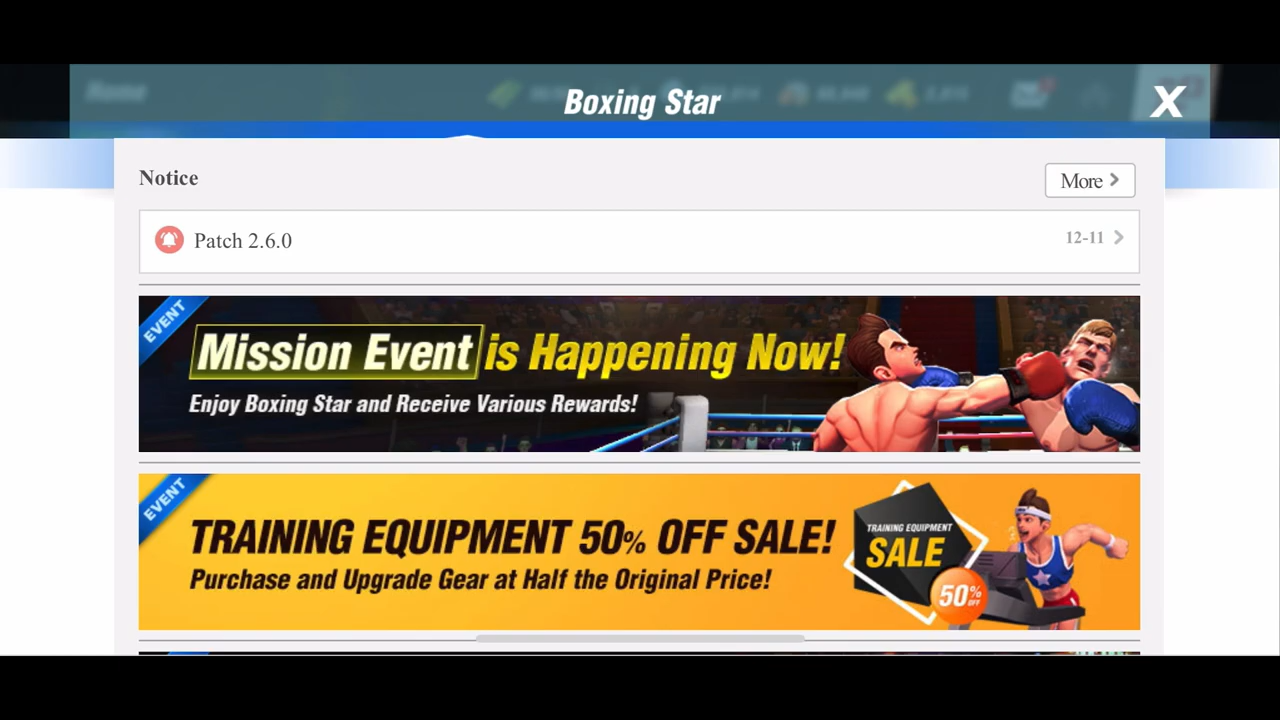 Home
Boxing Star
X
Notice
More >
Patch 2.6.0
12-11 >
EVENT
Mission Event is Happening Now!
Enjoy Boxing Star and Receive Various Rewards!
EVENT
TRAINING EQUIPMENT 50% OFF SALE!
Purchase and Upgrade Gear at Half the Original Price!
TRAINING EQUIPMENT
SALE
50%
OFF